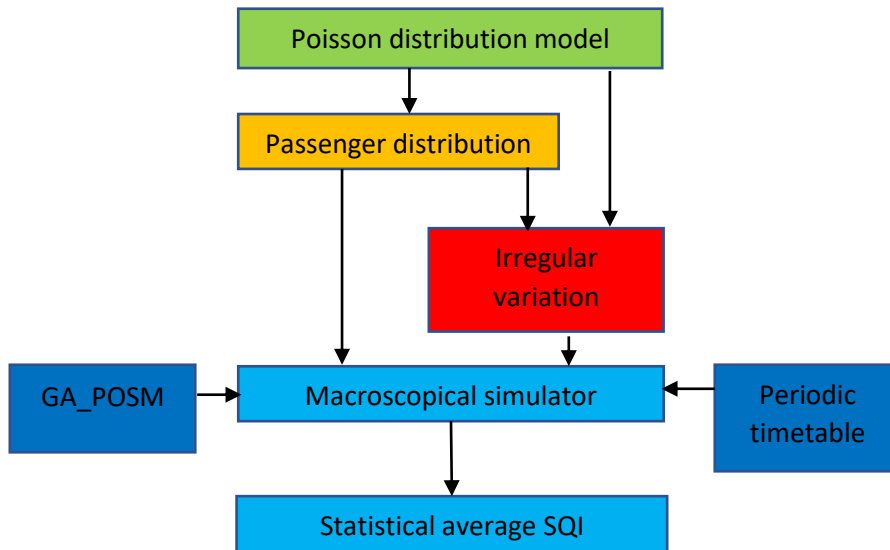 Poisson distribution model
Passenger distribution
Irregular
variation
GA_POSM
Macroscopical simulator
Periodic
timetable
Statistical average SQI